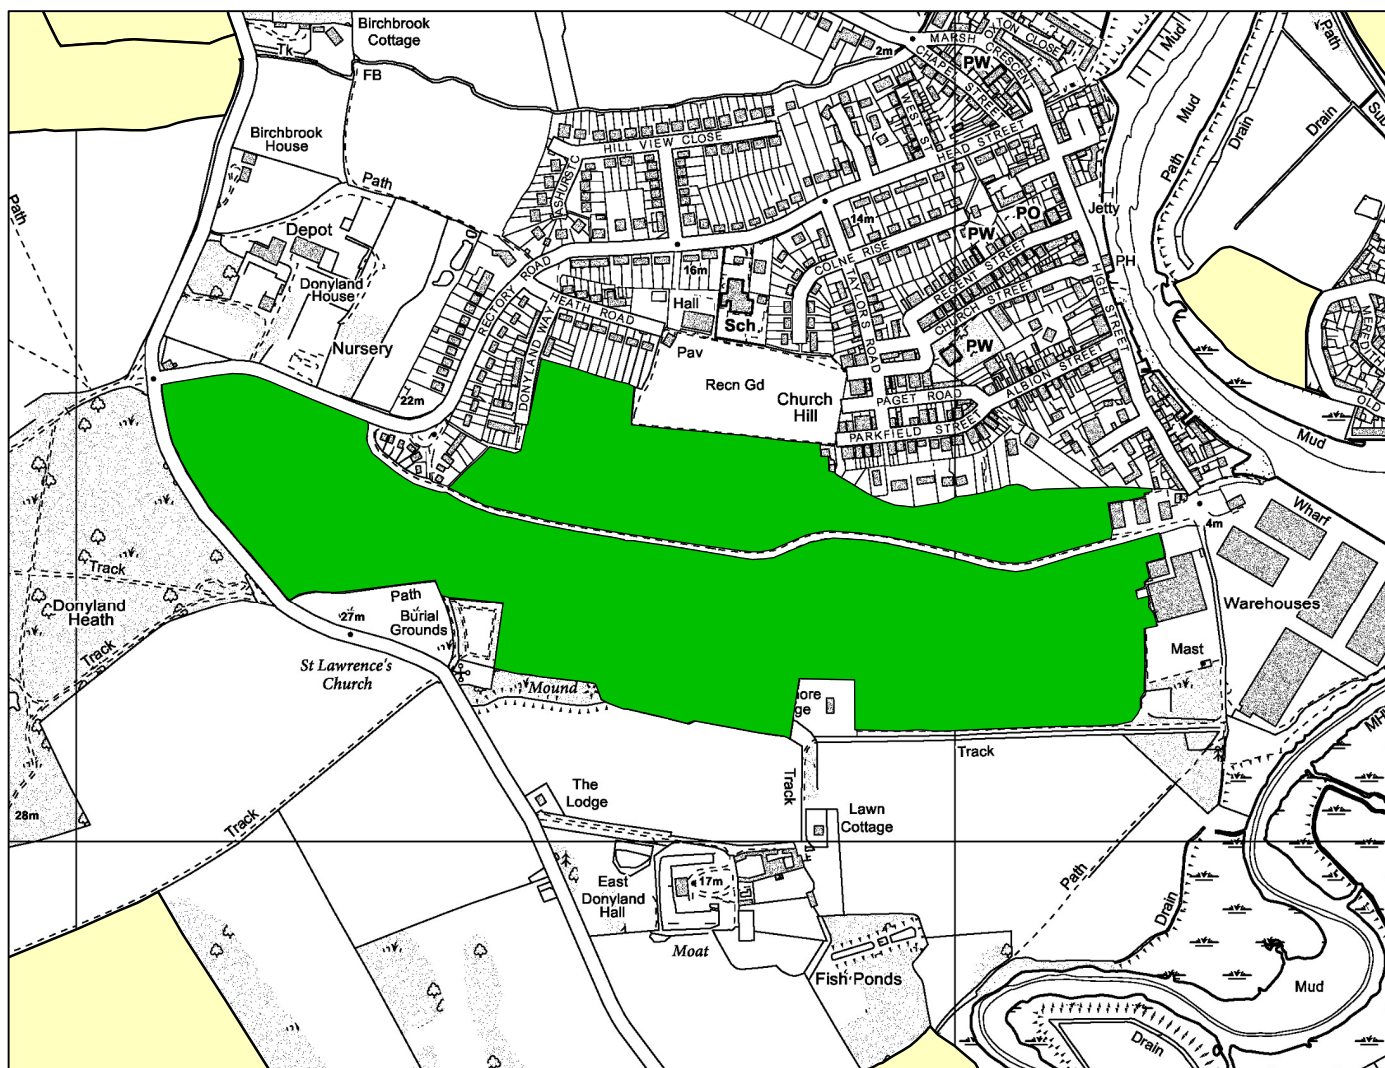 Birchbrook
Cottage
Tk
FB
2m
MARSH
CRESCENT
TON CLOSE
CHAPEL STREET
PW
Mud
Path
Drain
Drain
Path
Mud
Birchbrook
House
Path
HILL VIEW CLOSE
ASHURST C
WEST ST
HEAD STREET
Path
Depot
Donyland
House
Nursery
22m
RECTORY ROAD
16m
14m
COLNE RISE
PO
PW
Jetty
PH
REGENT STREET
CHURCH STREET
HIGH STREET
HEATH ROAD
Hall
Sch
DONYLAND WAY
TAYLORS ROAD
Pav
Recn Gd
Church
Hill
PW
PAGET ROAD
ALBION STREET
PARKFIELD STREET
OLD
Mud
Wharf
4m
Track
Donyland
Heath
Track
Path
27m
Burial
Grounds
St Lawrence's
Church
Mound
Warehouses
Mast
Track
Track
28m
Track
The
Lodge
Lawn
Cottage
East
Donyland
Hall
17m
Moat
Fish Ponds
Path
Drain
Mud
Drain